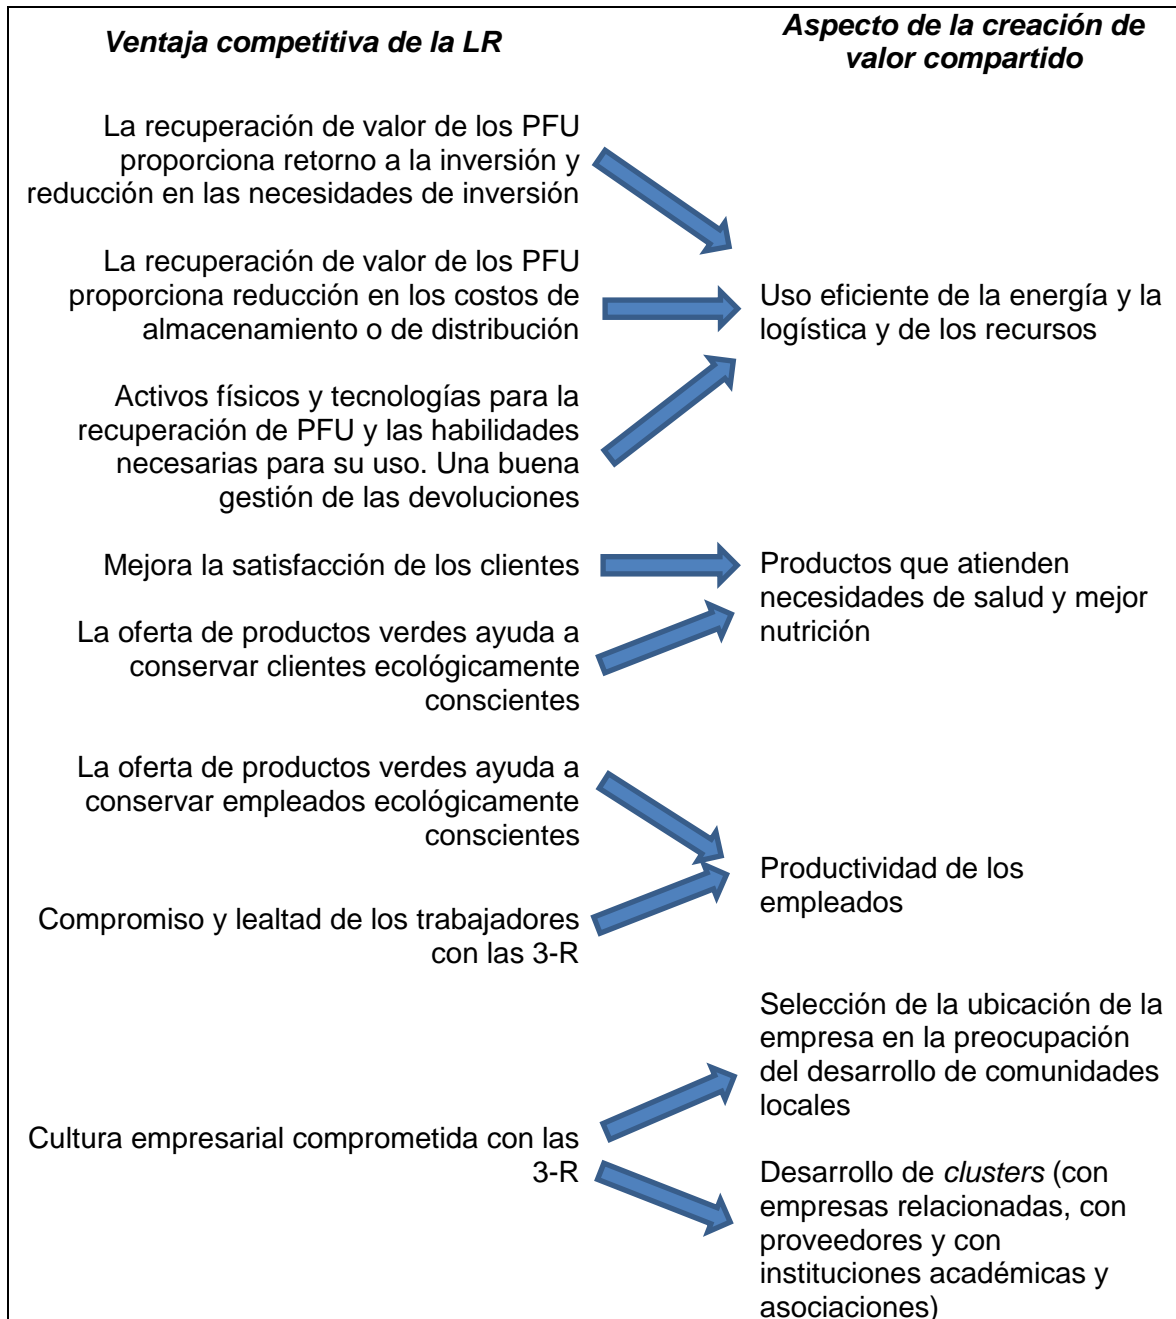 Ventaja competitiva de la LR
Aspecto de la creación de
valor compartido
La recuperación de valor de los PFU
proporciona retorno a la inversión y
reducción en las necesidades de inversión
La recuperación de valor de los PFU
proporciona reducción en los costos de
almacenamiento o de distribución
Uso eficiente de la energía y la
logística y de los recursos
Activos físicos y tecnologías para la
recuperación de PFU y las habilidades
necesarias para su uso. Una buena
gestión de las devoluciones
Mejora la satisfacción de los clientes
Productos que atienden
necesidades de salud y mejor
nutrición
La oferta de productos verdes ayuda a
conservar clientes ecológicamente
conscientes
La oferta de productos verdes ayuda a
conservar empleados ecológicamente
conscientes
Productividad de los
empleados
Compromiso y lealtad de los trabajadores
con las 3-R
Selección de la ubicación de la
empresa en la preocupación
del desarrollo de comunidades
locales
Cultura empresarial comprometida con las
3-R
Desarrollo de clusters (con
empresas relacionadas, con
proveedores y con
instituciones académicas y
asociaciones)